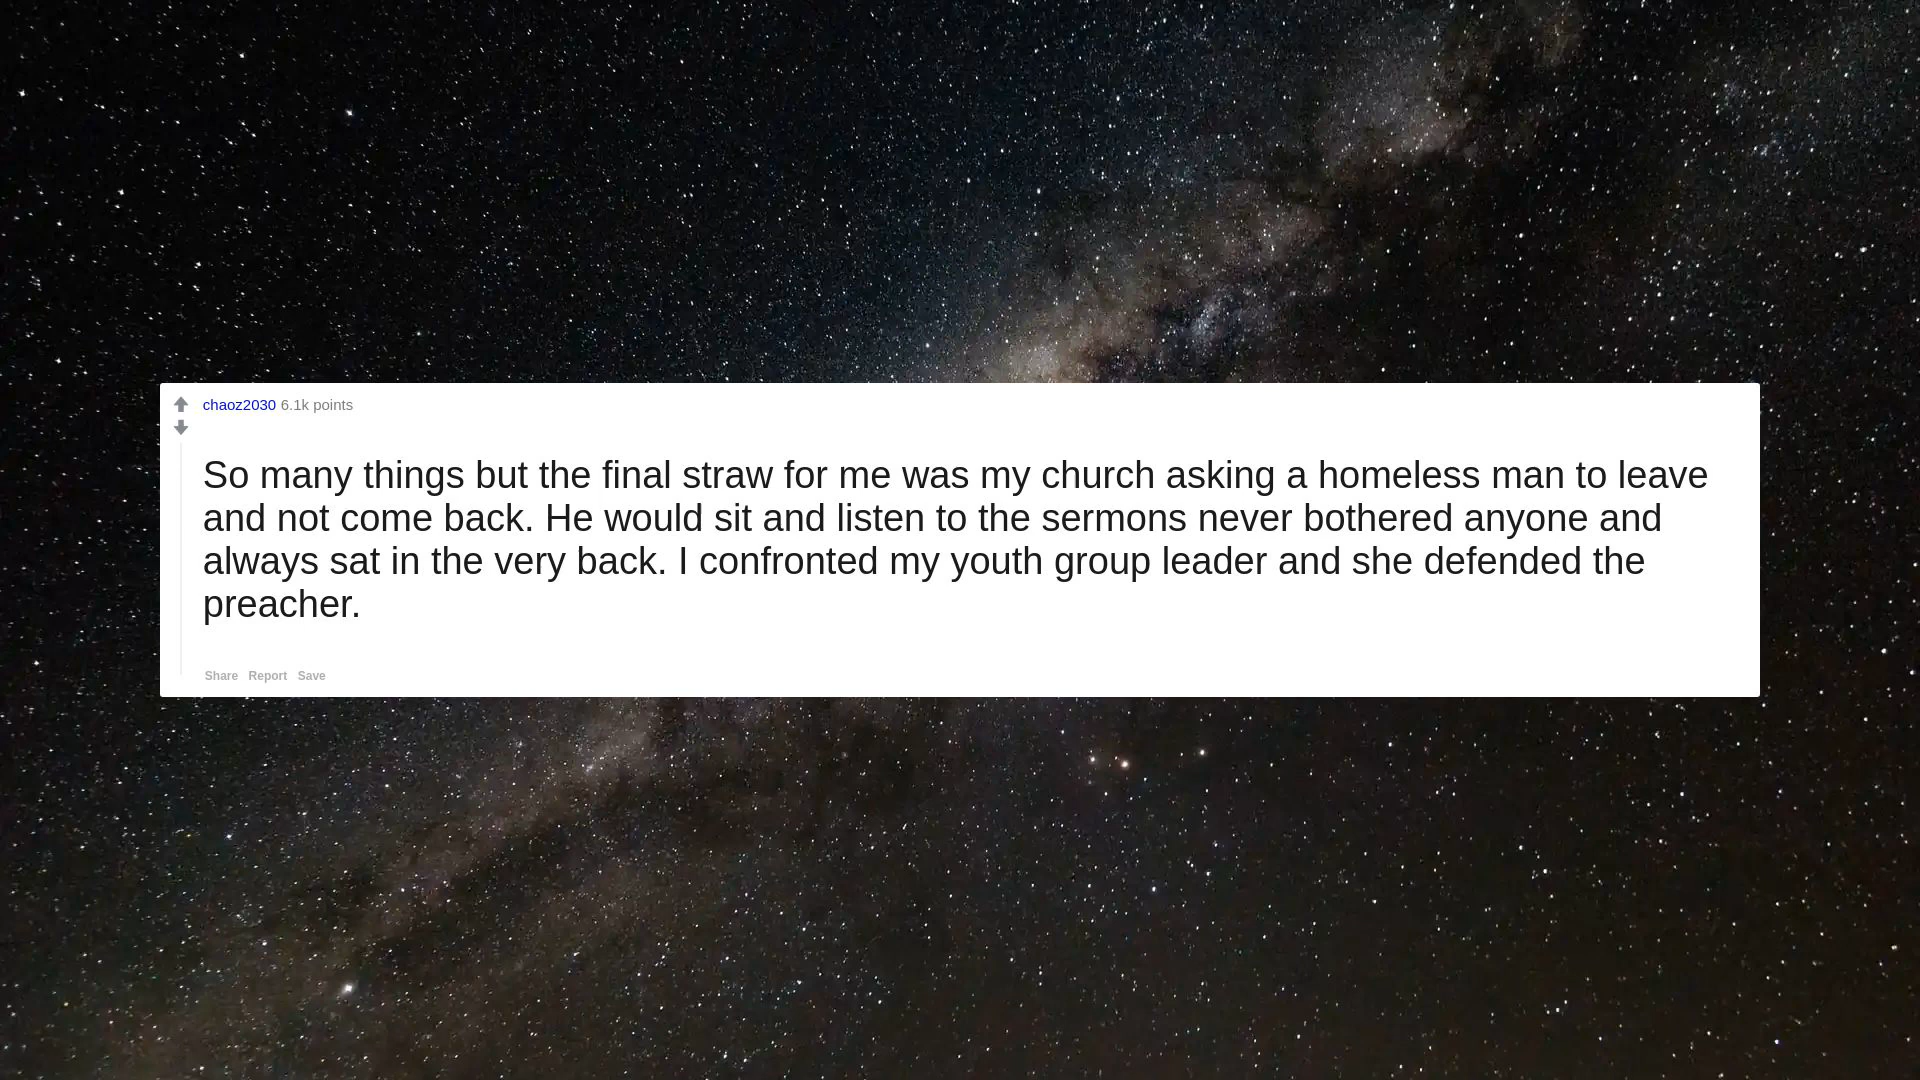 chaoz2030 6.1k points
So many things but the final straw for me was my church asking a homeless man to leave
and not come back. He would sit and listen to the sermons never bothered anyone and
always sat in the very back. I confronted my youth group leader and she defended the
preacher.
Share Report Save